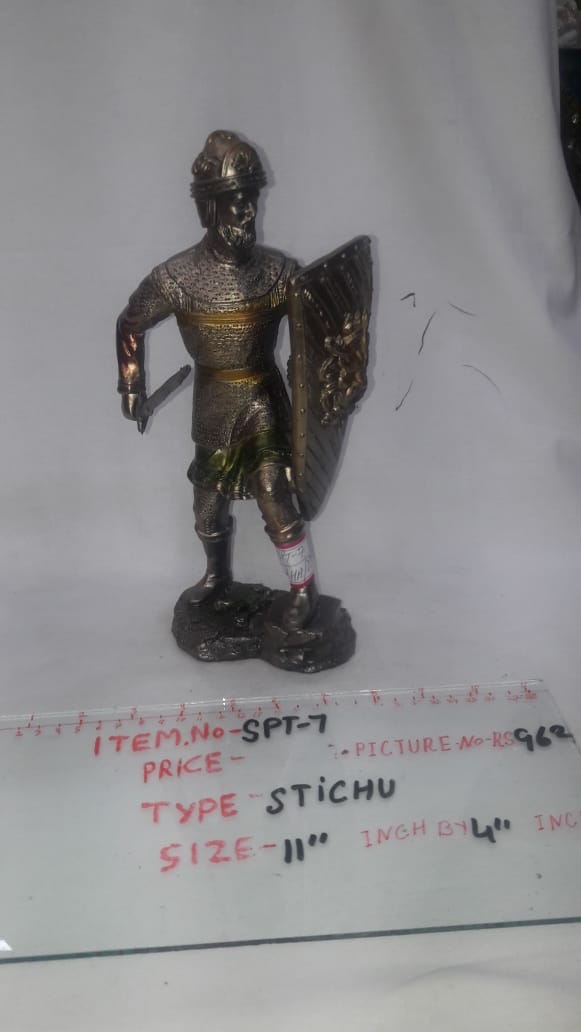 ITEM.No-SPT-7
PRICE-
PICTURE-No-RS962
TYPE-STiCHU
SIZE-11" INCH BY 4" INC